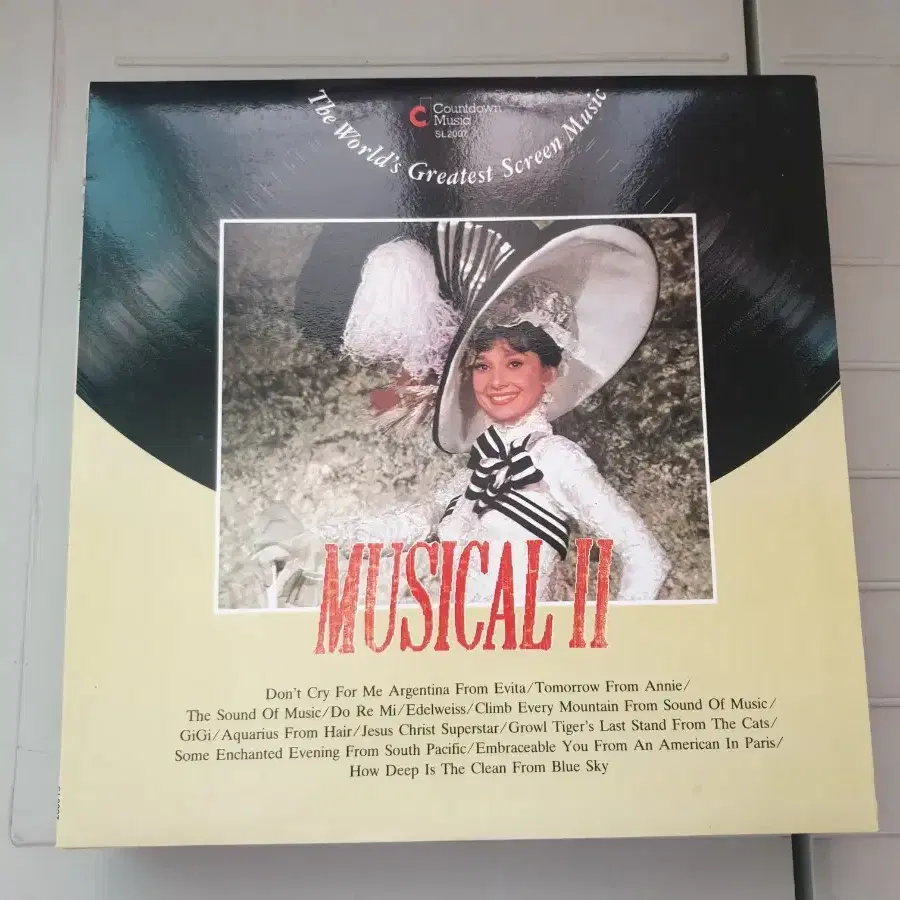 The World's Greatest Screen Music
Countdown
Music
SL2007
MUSICAL II
Don't Cry For Me Argentina From Evita/Tomorrow From Annie/
The Sound Of Music/Do Re Mi/Edelweiss/Climb Every Mountain From Sound Of Music/
GiGi/Aquarius From Hair/Jesus Christ Superstar/Growl Tiger's Last Stand From The Cats/
Some Enchanted Evening From South Pacific/Embraceable You From An American In Paris/
How Deep Is The Clean From Blue Sky